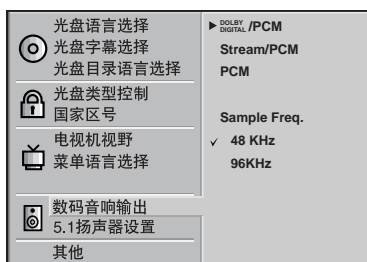 光盘语言选择
光盘字幕选择
光盘目录语言选择
光盘类型控制
国家区号
电视机视野
菜单语言选择
数码音响输出
5.1扬声器设置
其他
DOLBY DIGITAL /PCM
Stream/PCM
PCM
Sample Freq.
✓ 48 KHz
96KHz